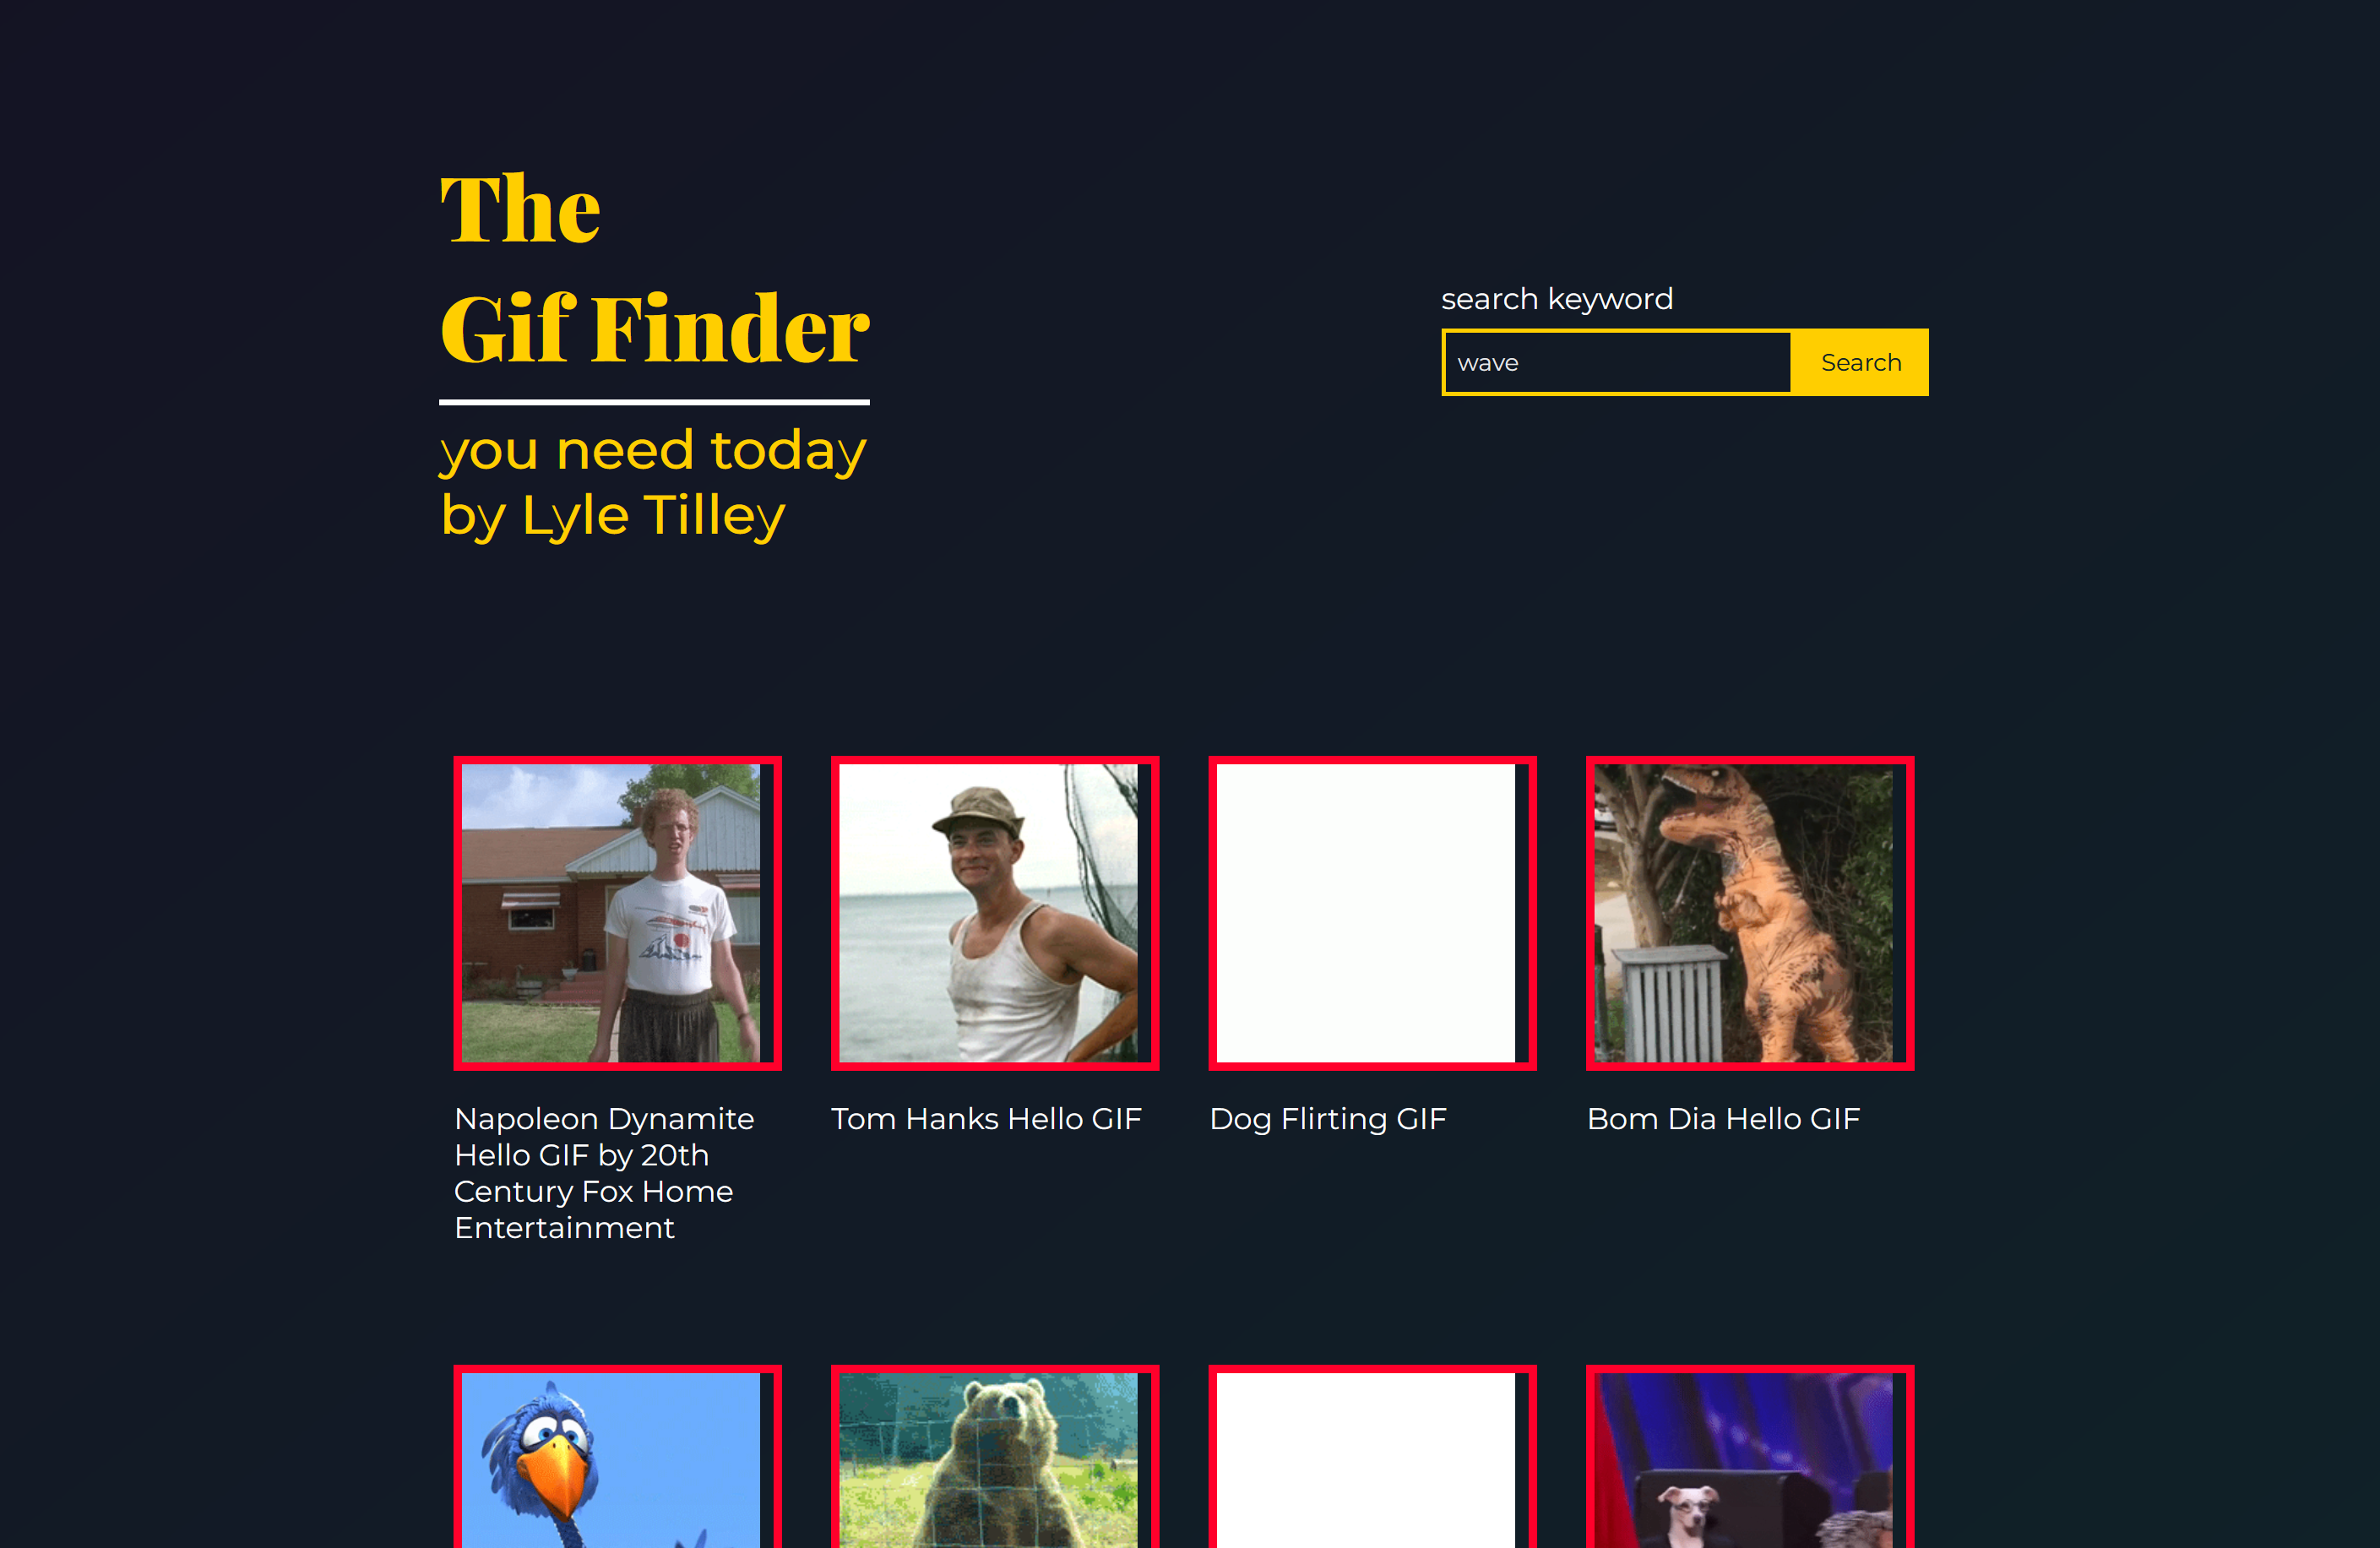 The
Gif Finder
you need today
by Lyle Tilley
search keyword
wave
Search
Napoleon Dynamite
Hello GIF by 20th
Century Fox Home
Entertainment
Tom Hanks Hello GIF
Dog Flirting GIF
Bom Dia Hello GIF